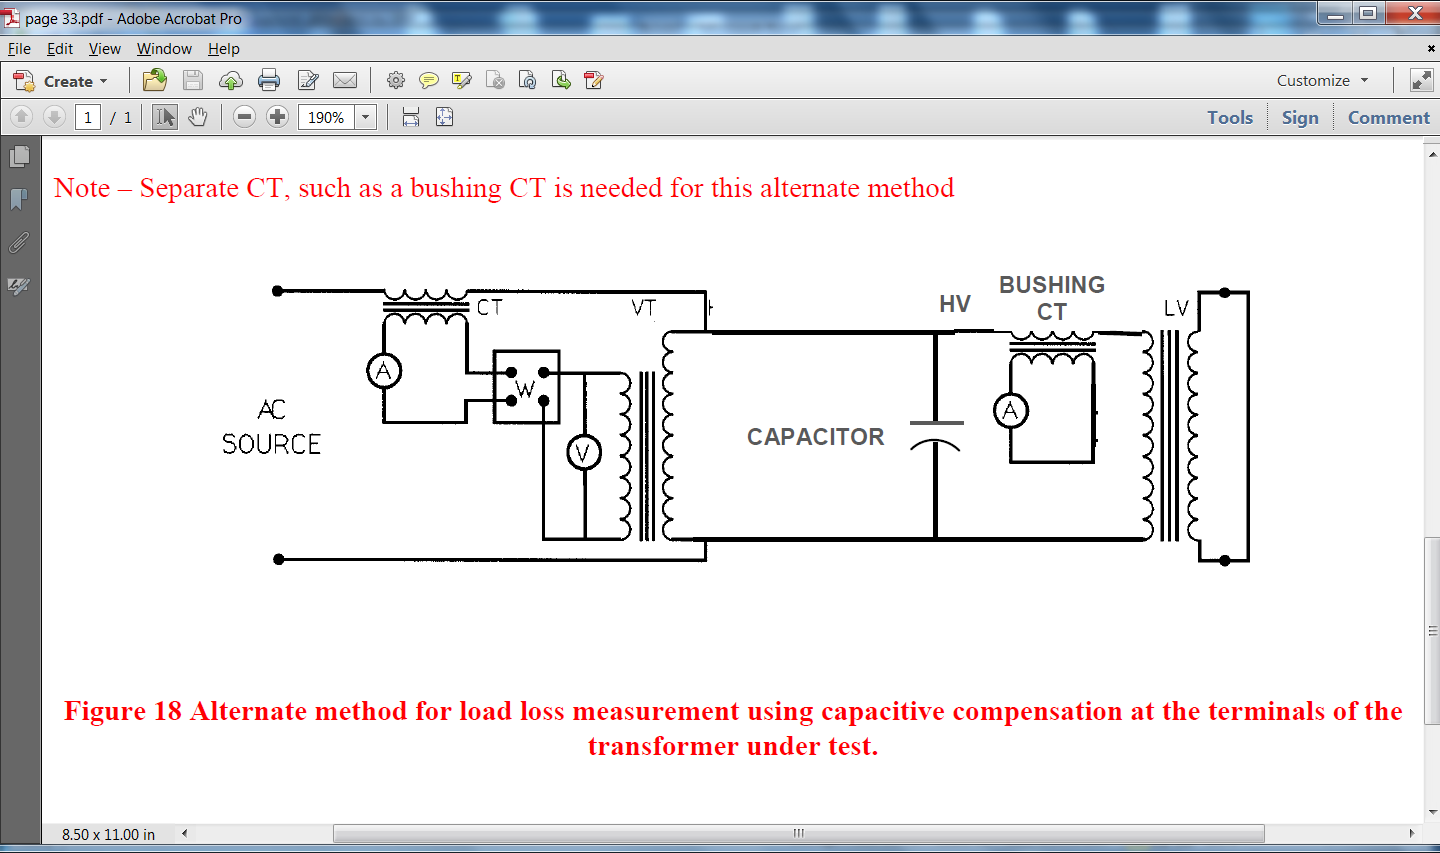 page 33.pdf - Adobe Acrobat Pro
File Edit View Window Help
Create
Customize
1 / 1
190%
Tools Sign Comment
Note – Separate CT, such as a bushing CT is needed for this alternate method
BUSHING
CT
HV
CT
VT
LV
A
W
AC
SOURCE
V
CAPACITOR
A
Figure 18 Alternate method for load loss measurement using capacitive compensation at the terminals of the
transformer under test.
8.50 x 11.00 in